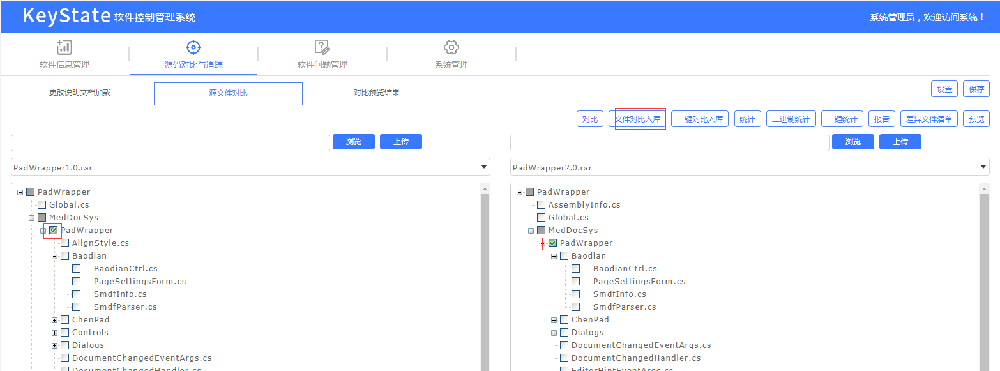 KeyState 软件控制管理系统
系统管理员，欢迎访问系统！
软件信息管理 源码对比与追踪 软件问题管理 系统管理
更改说明文档加载 源文件对比 对比预览结果 设置 保存
对比 文件对比入库 一键对比入库 统计 二进制统计 一键统计 报告 差异文件清单 预览
浏览 上传
PadWrapper1.0.rar
PadWrapper
Global.cs
MedDocSys
PadWrapper
AlignStyle.cs
Baodian
BaodianCtrl.cs
PageSettingsForm.cs
SmdfInfo.cs
SmdfParser.cs
ChenPad
Controls
Dialogs
DocumentChangedEventArgs.cs
DocumentChangedHandler.cs
浏览 上传
PadWrapper2.0.rar
PadWrapper
AssemblyInfo.cs
Global.cs
MedDocSys
PadWrapper
Baodian
BaodianCtrl.cs
PageSettingsForm.cs
SmdfInfo.cs
SmdfParser.cs
ChenPad
Dialogs
DocumentChangedEventArgs.cs
DocumentChangedHandler.cs
EditorHintEventArgs.cs